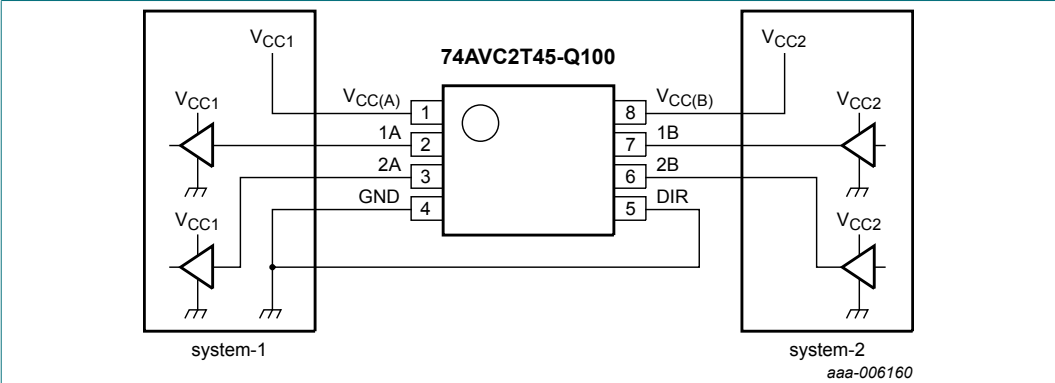 74AVC2T45-Q100
VCC1
VCC2
VCC(A)
1
8
VCC(B)
VCC1
VCC2
1A
2
7
1B
2A
3
6
2B
GND
4
5
DIR
VCC1
VCC2
system-1
system-2
aaa-006160